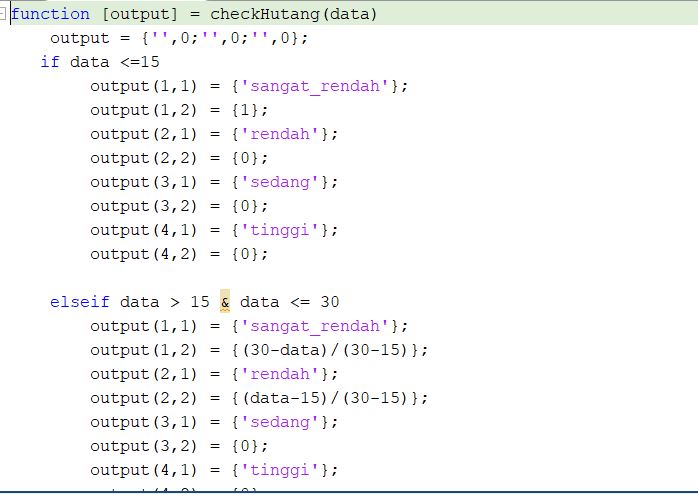 function [output] = checkHutang(data)
output = {'',0;'',0;'',0};
if data <=15
output(1,1) = {'sangat_rendah'};
output(1,2) = {1};
output(2,1) = {'rendah'};
output(2,2) = {0};
output(3,1) = {'sedang'};
output(3,2) = {0};
output(4,1) = {'tinggi'};
output(4,2) = {0};
elseif data > 15 & data <= 30
output(1,1) = {'sangat_rendah'};
output(1,2) = {(30-data)/(30-15)};
output(2,1) = {'rendah'};
output(2,2) = {(data-15)/(30-15)};
output(3,1) = {'sedang'};
output(3,2) = {0};
output(4,1) = {'tinggi'};